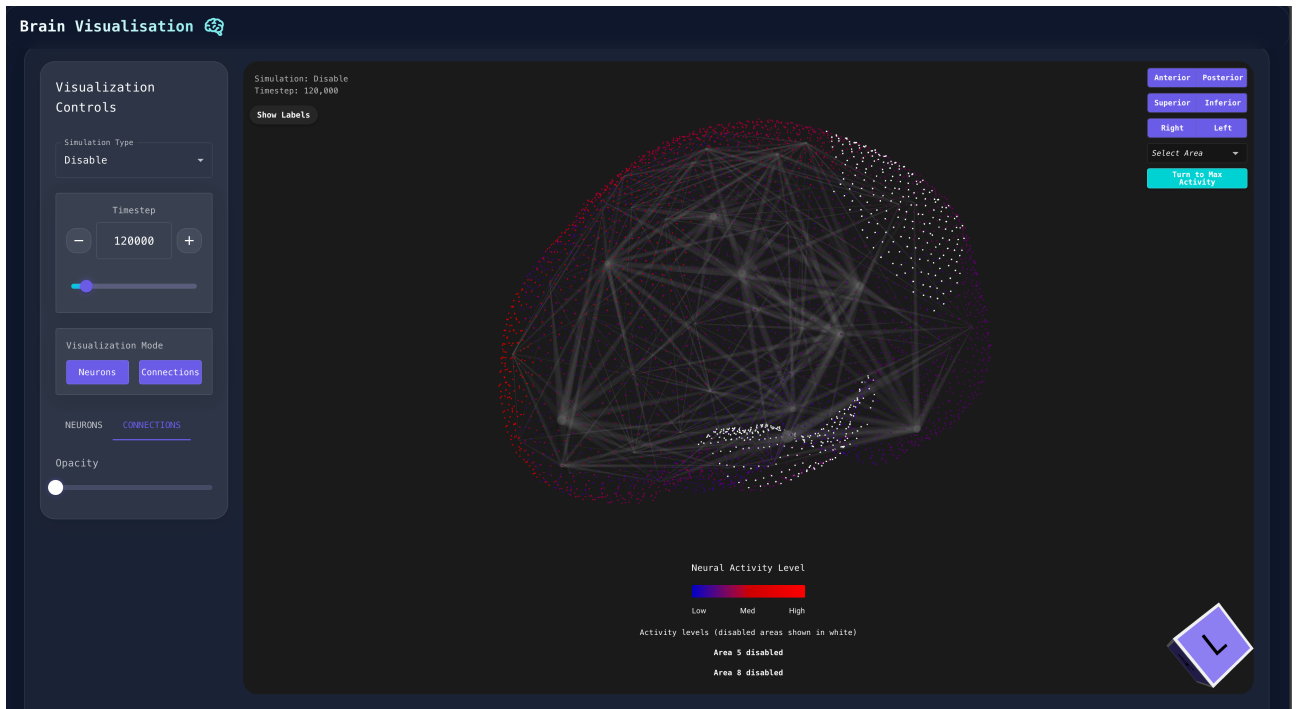 Brain Visualisation
Visualization
Controls
Simulation Type
Disable
Timestep
− 120000 +
Visualization Mode
Neurons Connections
NEURONS CONNECTIONS
Opacity
Simulation: Disable
Timestep: 120,000
Show Labels
Anterior Posterior
Superior Inferior
Right Left
Select Area
Turn to Max
Activity
Neural Activity Level
Low Med High
Activity levels (disabled areas shown in white)
Area 5 disabled
Area 8 disabled
L